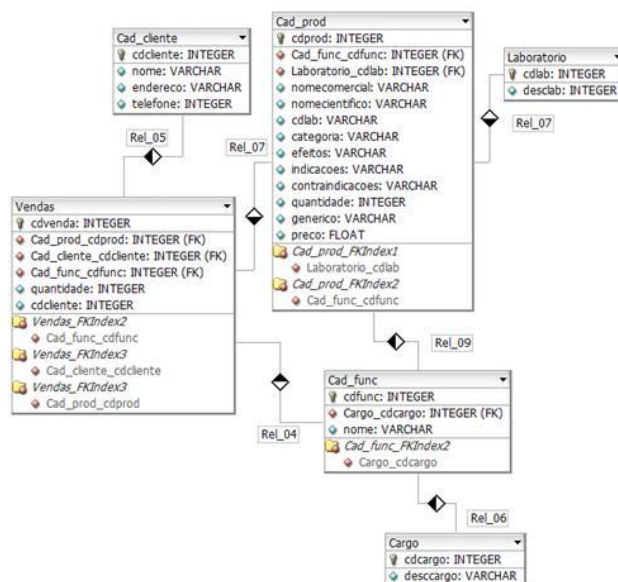 Cad_cliente
cdcliente: INTEGER
nome: VARCHAR
endereco: VARCHAR
telefone: INTEGER
Cad_prod
cdprod: INTEGER
Cad_func_cdfunc: INTEGER (FK)
Laboratorio_cdlab: INTEGER (FK)
nomecomercial: VARCHAR
nomecientifico: VARCHAR
cdlab: VARCHAR
categoria: VARCHAR
efeitos: VARCHAR
indicacoes: VARCHAR
contraindicacoes: VARCHAR
quantidade: INTEGER
generico: VARCHAR
preco: FLOAT
Cad_prod_FKIndex1
Laboratorio_cdlab
Cad_prod_FKIndex2
Cad_func_cdfunc
Laboratorio
cdlab: INTEGER
desclab: INTEGER
Rel_05
Rel_07
Rel_07
Vendas
cdvenda: INTEGER
Cad_prod_cdprod: INTEGER (FK)
Cad_cliente_cdcliente: INTEGER (FK)
Cad_func_cdfunc: INTEGER (FK)
quantidade: INTEGER
cdcliente: INTEGER
Vendas_FKIndex2
Cad_func_cdfunc
Vendas_FKIndex3
Cad_cliente_cdcliente
Vendas_FKIndex3
Cad_prod_cdprod
Rel_09
Rel_04
Cad_func
cdfunc: INTEGER
Cargo_cdcargo: INTEGER (FK)
nome: VARCHAR
Cad_func_FKIndex2
Cargo_cdcargo
Rel_06
Cargo
cdcargo: INTEGER
desccargo: VARCHAR